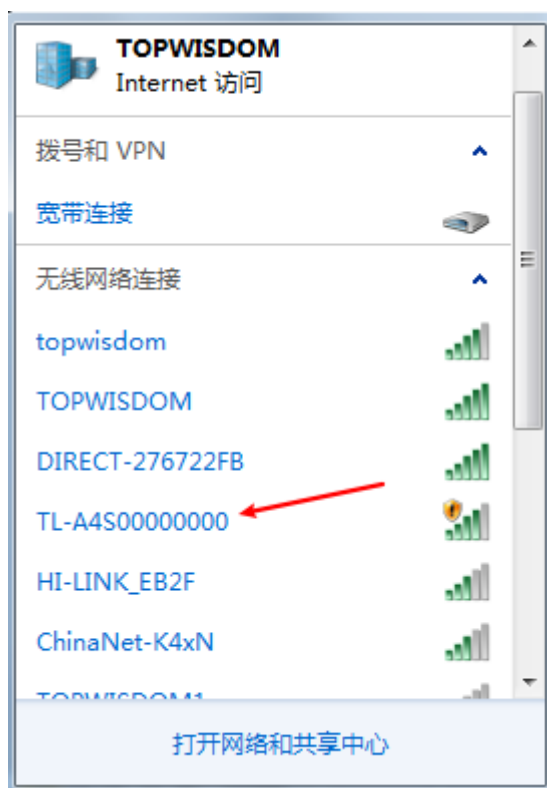 TOPWISDOM
Internet 访问
拨号和 VPN
宽带连接
无线网络连接
topwisdom
TOPWISDOM
DIRECT-276722FB
TL-A4S00000000
HI-LINK_EB2F
ChinaNet-K4xN
TOPWISDOM1
打开网络和共享中心